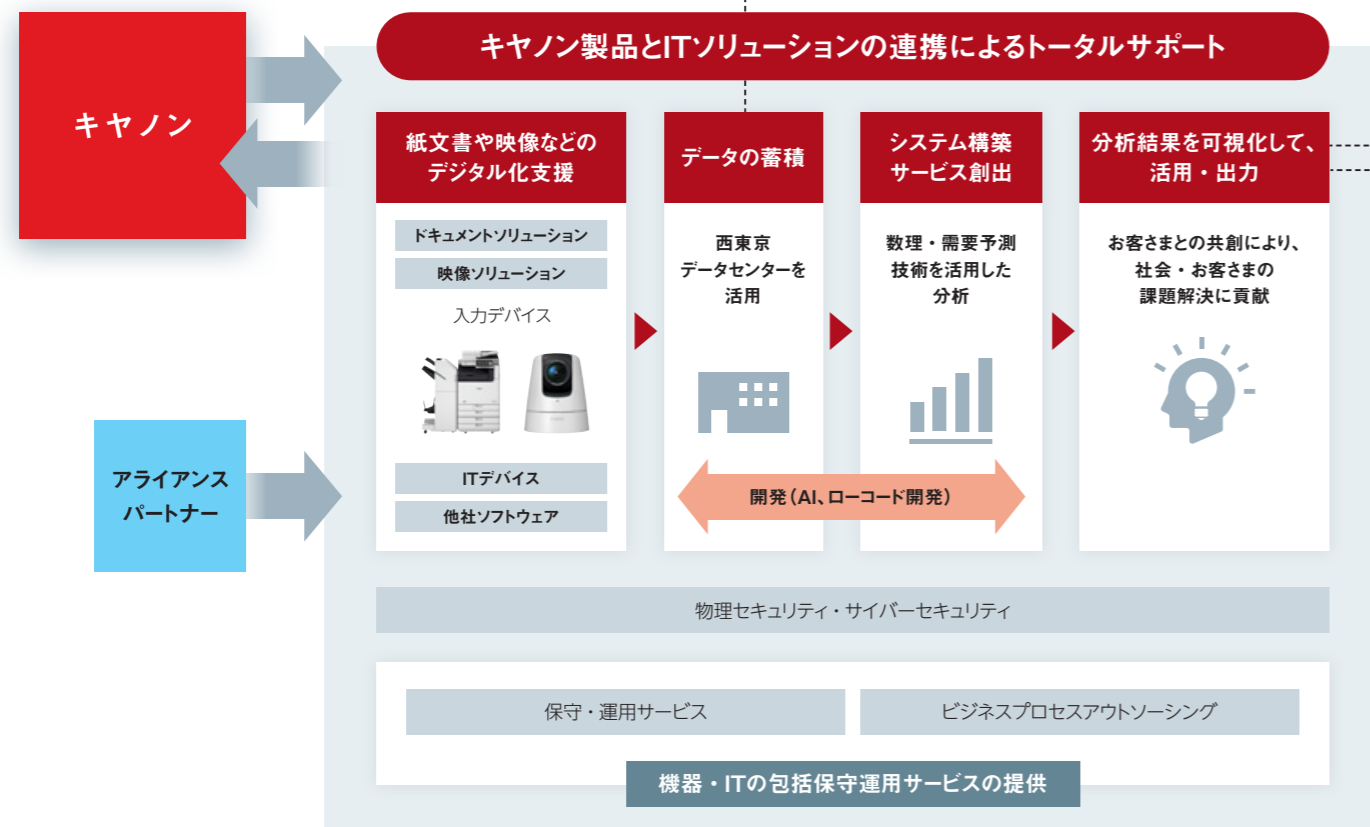 キヤノン製品とITソリューションの連携によるトータルサポート
キヤノン
紙文書や映像などの
デジタル化支援
ドキュメントソリューション
映像ソリューション
入力デバイス
ITデバイス
他社ソフトウェア
データの蓄積
西東京
データセンターを
活用
システム構築
サービス創出
数理・需要予測
技術を活用した
分析
開発（AI、ローコード開発）
分析結果を可視化して、
活用・出力
お客さまとの共創により、
社会・お客さまの
課題解決に貢献
アライアンス
パートナー
物理セキュリティ・サイバーセキュリティ
保守・運用サービス
ビジネスプロセスアウトソーシング
機器・ITの包括保守運用サービスの提供